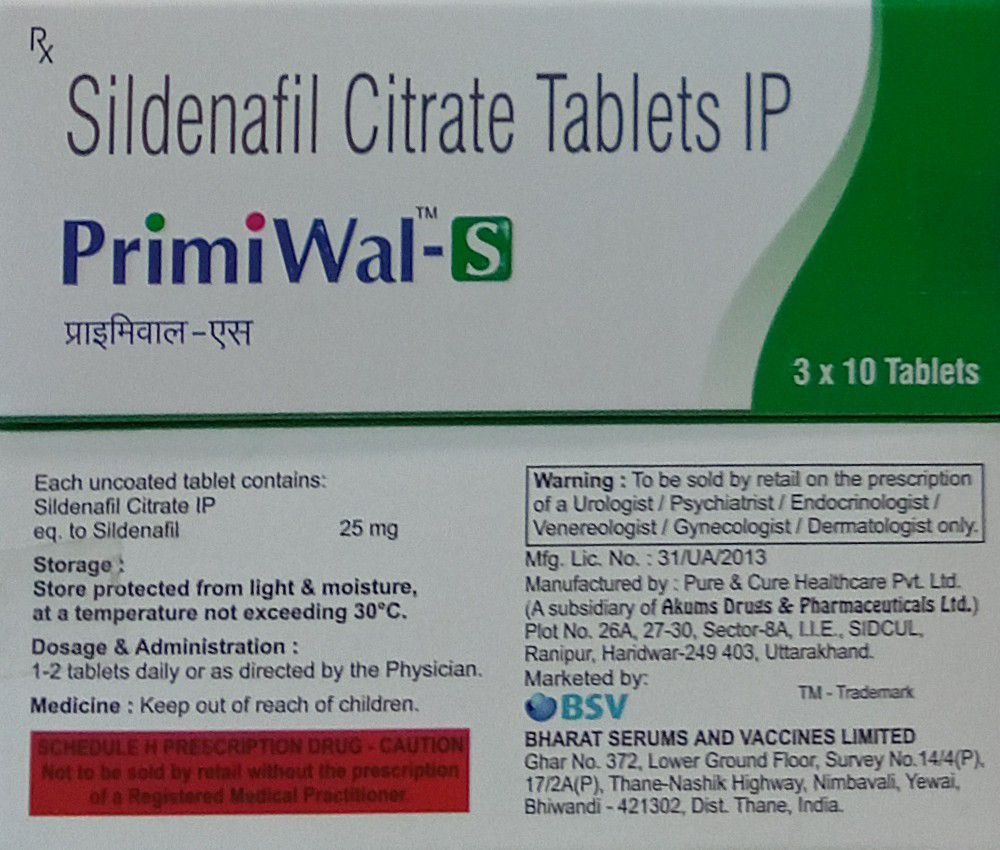 Rx
Sildenafil Citrate Tablets IP
PrimiWal™-S
प्राइमिवाल-एस
3 x 10 Tablets
Each uncoated tablet contains:
Sildenafil Citrate IP
eq. to Sildenafil 25 mg
Storage :
Store protected from light & moisture,
at a temperature not exceeding 30°C.
Dosage & Administration :
1-2 tablets daily or as directed by the Physician.
Medicine : Keep out of reach of children.
SCHEDULE H PRESCRIPTION DRUG - CAUTION
Not to be sold by retail without the prescription
of a Registered Medical Practitioner.
Warning : To be sold by retail on the prescription
of a Urologist / Psychiatrist / Endocrinologist /
Venereologist / Gynecologist / Dermatologist only.
Mfg. Lic. No. : 31/UA/2013
Manufactured by : Pure & Cure Healthcare Pvt. Ltd.
(A subsidiary of Akums Drugs & Pharmaceuticals Ltd.)
Plot No. 26A, 27-30, Sector-8A, I.I.E., SIDCUL,
Ranipur, Haridwar-249 403, Uttarakhand.
Marketed by:
TM - Trademark
BSV
BHARAT SERUMS AND VACCINES LIMITED
Ghar No. 372, Lower Ground Floor, Survey No.14/4(P),
17/2A(P), Thane-Nashik Highway, Nimbavali, Yewai,
Bhiwandi - 421302, Dist. Thane, India.